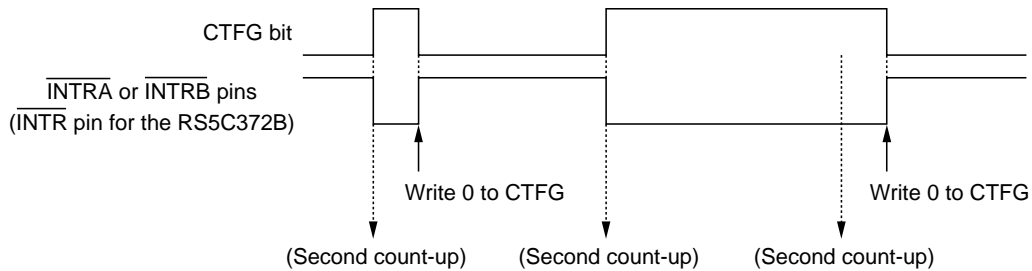 CTFG bit
INTRA or INTRB pins
(INTR pin for the RS5C372B)
Write 0 to CTFG
Write 0 to CTFG
(Second count-up)
(Second count-up)
(Second count-up)